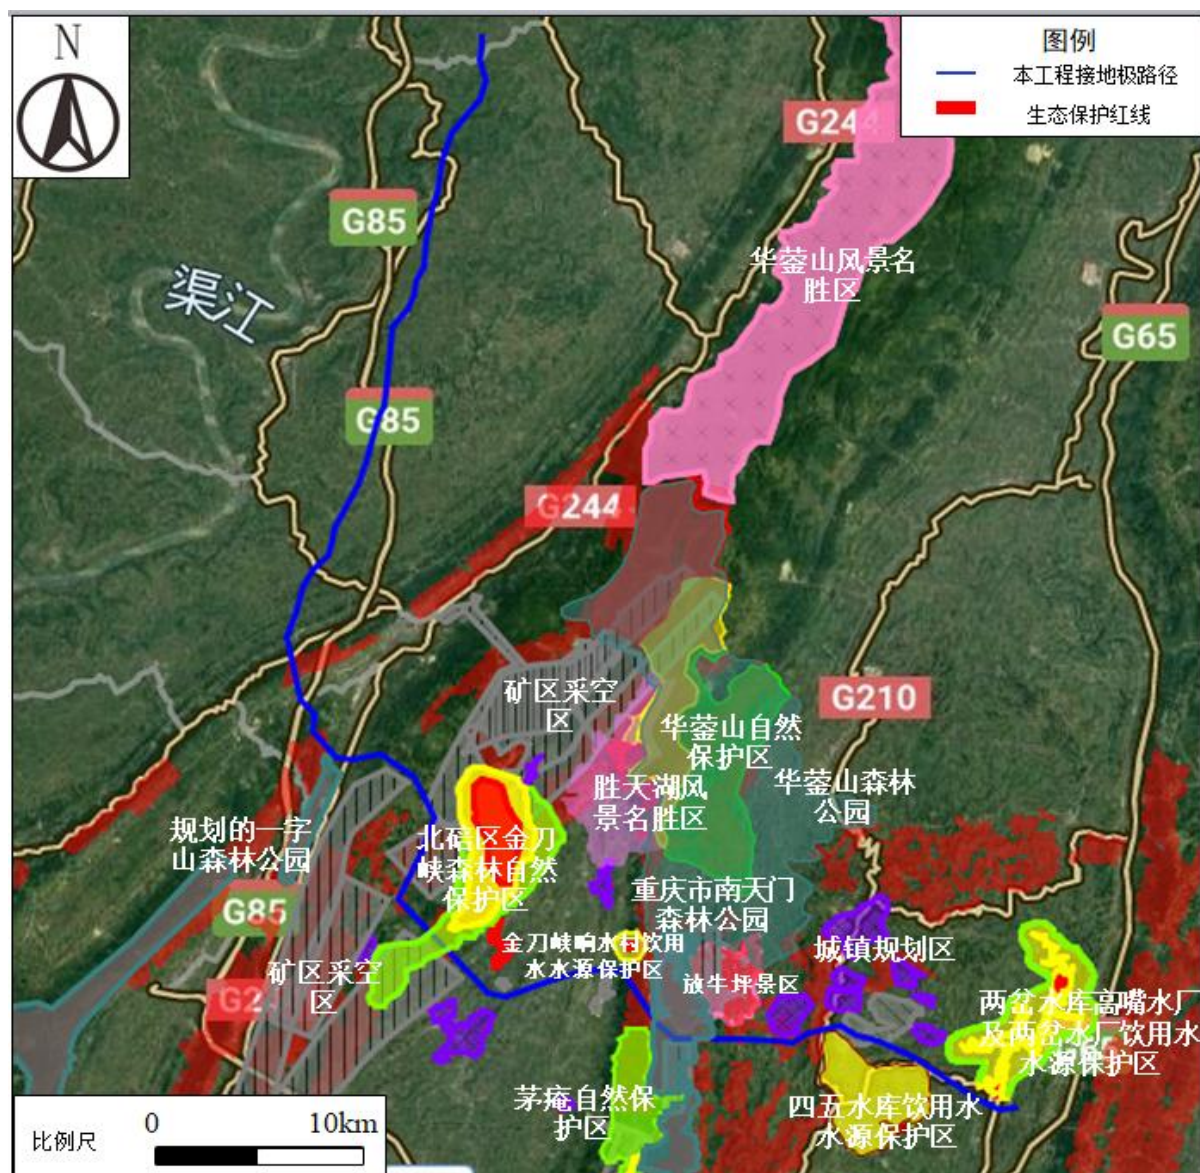 N
图例
本工程接地极路径
生态保护红线
G244
G85
华蓥山风景名
胜区
渠江
G65
G85
G244
矿区采空
区
G210
华蓥山自然
保护区
胜天湖风
景名胜区
华蓥山森林
公园
规划的一字
山森林公园
北碚区金刀
峡森林自然
保护区
重庆市南天门
森林公园
G85
金刀峡响水村饮用
水水源保护区
城镇规划区
矿区采空
区
G2
放牛坪景区
两岔水库高嘴水厂
及两岔水厂饮用水
水源保护区
茅庵自然保
护区
四五水库饮用水
水源保护区
比例尺
0
10km